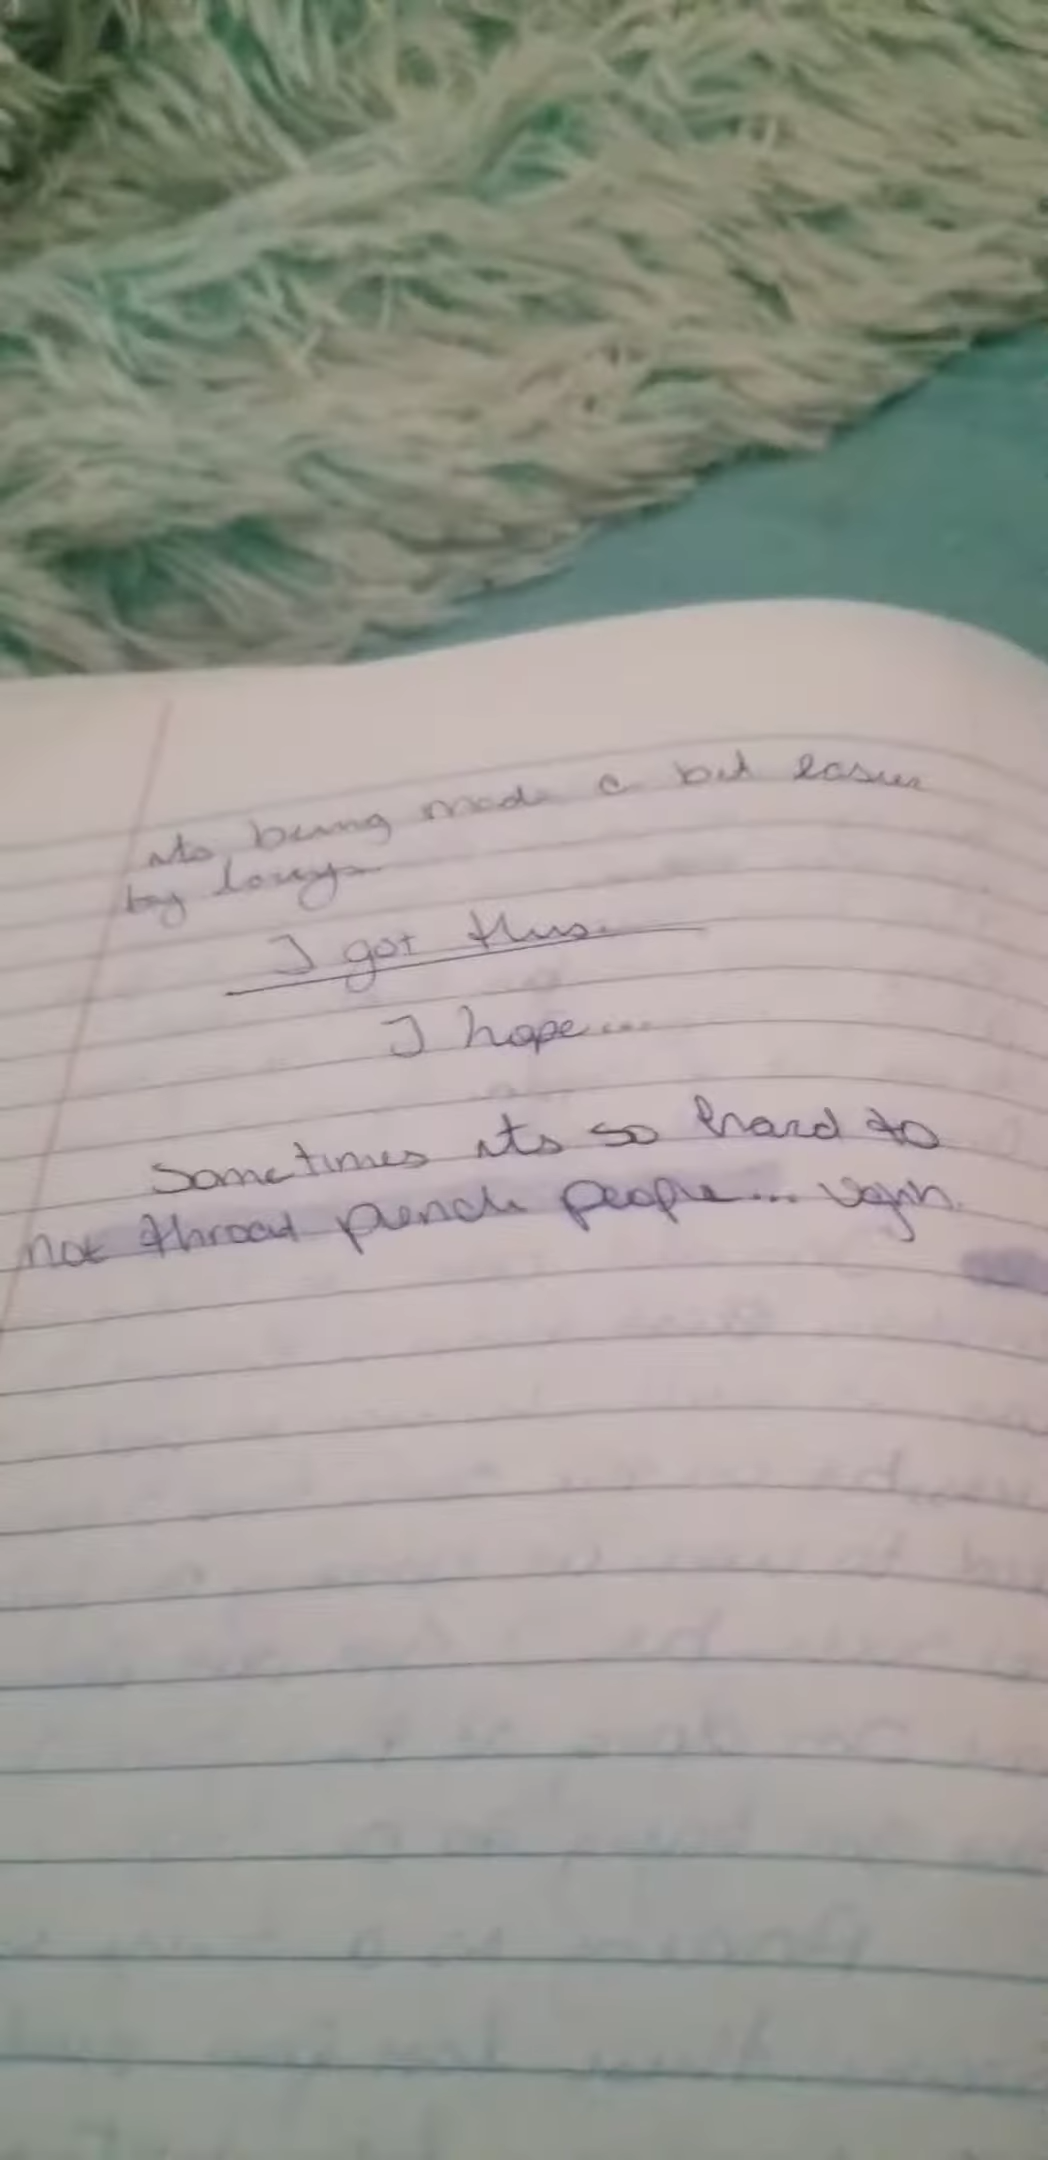 its being made a bit easier
by
I got this.
I hope...
Sometimes its so hard to
not throat punch people... ugh.